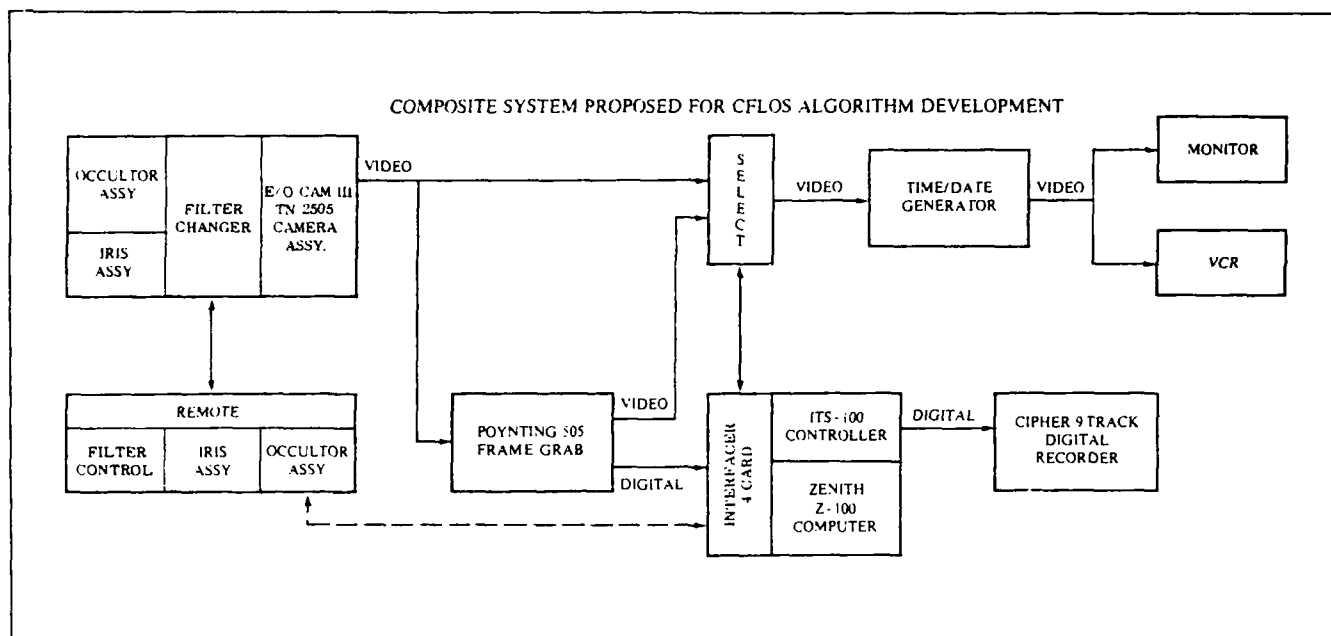 COMPOSITE SYSTEM PROPOSED FOR CFLOS ALGORITHM DEVELOPMENT
OCCULTOR
ASSY
IRIS
ASSY
FILTER
CHANGER
E/O CAM III
TN 2505
CAMERA
ASSY.
VIDEO
SELECT
VIDEO
TIME/DATE
GENERATOR
VIDEO
MONITOR
VCR
REMOTE
FILTER
CONTROL
IRIS
ASSY
OCCULTOR
ASSY
POYNTING 505
FRAME GRAB
VIDEO
DIGITAL
INTERFACER
4 CARD
ITS-100
CONTROLLER
ZENITH
Z-100
COMPUTER
DIGITAL
CIPHER 9 TRACK
DIGITAL
RECORDER